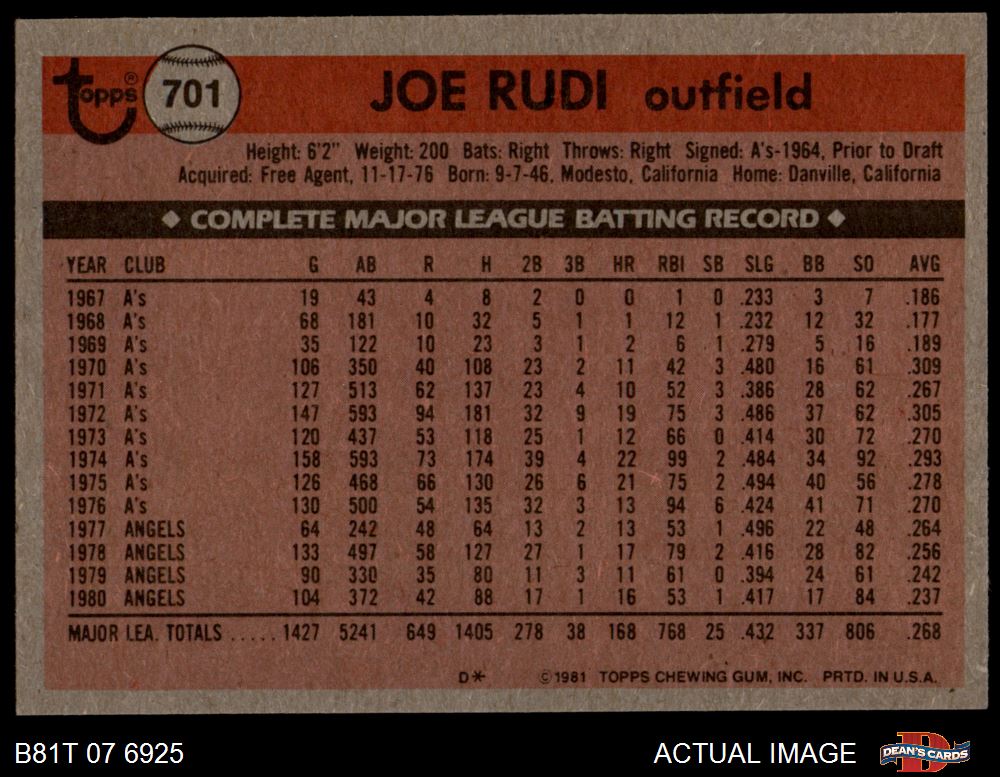 Topps® 701 JOE RUDI outfield
Height: 6'2" Weight: 200 Bats: Right Throws: Right Signed: A's-1964, Prior to Draft
Acquired: Free Agent, 11-17-76 Born: 9-7-46, Modesto, California Home: Danville, California
◆ COMPLETE MAJOR LEAGUE BATTING RECORD ◆
YEAR CLUB G AB R H 2B 3B HR RBI SB SLG BB SO AVG
1967 A's 19 43 4 8 2 0 0 1 0 .233 3 7 .186
1968 A's 68 181 10 32 5 1 1 12 1 .232 12 32 .177
1969 A's 35 122 10 23 3 1 2 6 1 .279 5 16 .189
1970 A's 106 350 40 108 23 2 11 42 3 .480 16 61 .309
1971 A's 127 513 62 137 23 4 10 52 3 .386 28 62 .267
1972 A's 147 593 94 181 32 9 19 75 3 .486 37 62 .305
1973 A's 120 437 53 118 25 1 12 66 0 .414 30 72 .270
1974 A's 158 593 73 174 39 4 22 99 2 .484 34 92 .293
1975 A's 126 468 66 130 26 6 21 75 2 .494 40 56 .278
1976 A's 130 500 54 135 32 3 13 94 6 .424 41 71 .270
1977 ANGELS 64 242 48 64 13 2 13 53 1 .496 22 48 .264
1978 ANGELS 133 497 58 127 27 1 17 79 2 .416 28 82 .256
1979 ANGELS 90 330 35 80 11 3 11 61 0 .394 24 61 .242
1980 ANGELS 104 372 42 88 17 1 16 53 1 .417 17 84 .237
MAJOR LEA. TOTALS ..... 1427 5241 649 1405 278 38 168 768 25 .432 337 806 .268
D* ©1981 TOPPS CHEWING GUM, INC. PRTD. IN U.S.A.
B81T 07 6925 ACTUAL IMAGE DEAN'S CARDS